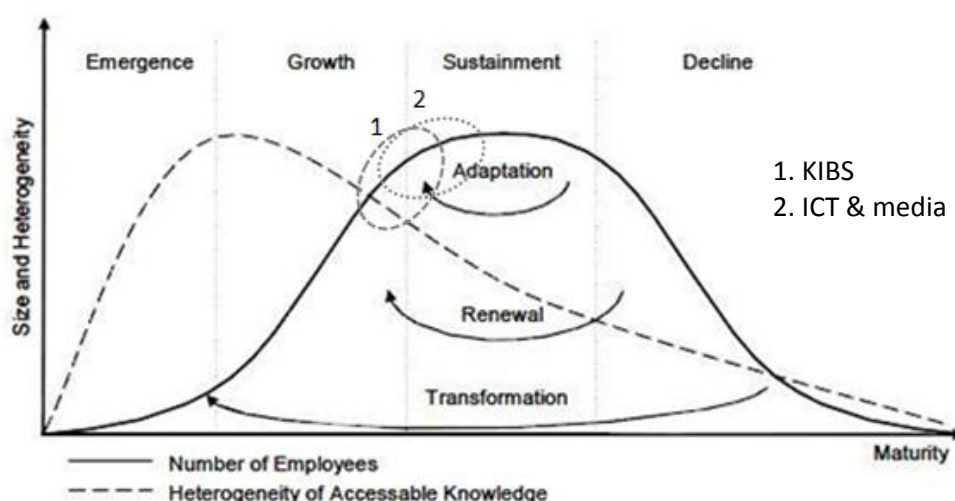 Emergence
Growth
Sustainment
Decline
2
1
Adaptation
1. KIBS
2. ICT & media
Size and Heterogeneity
Renewal
Transformation
Maturity
Number of Employees
Heterogeneity of Accessable Knowledge